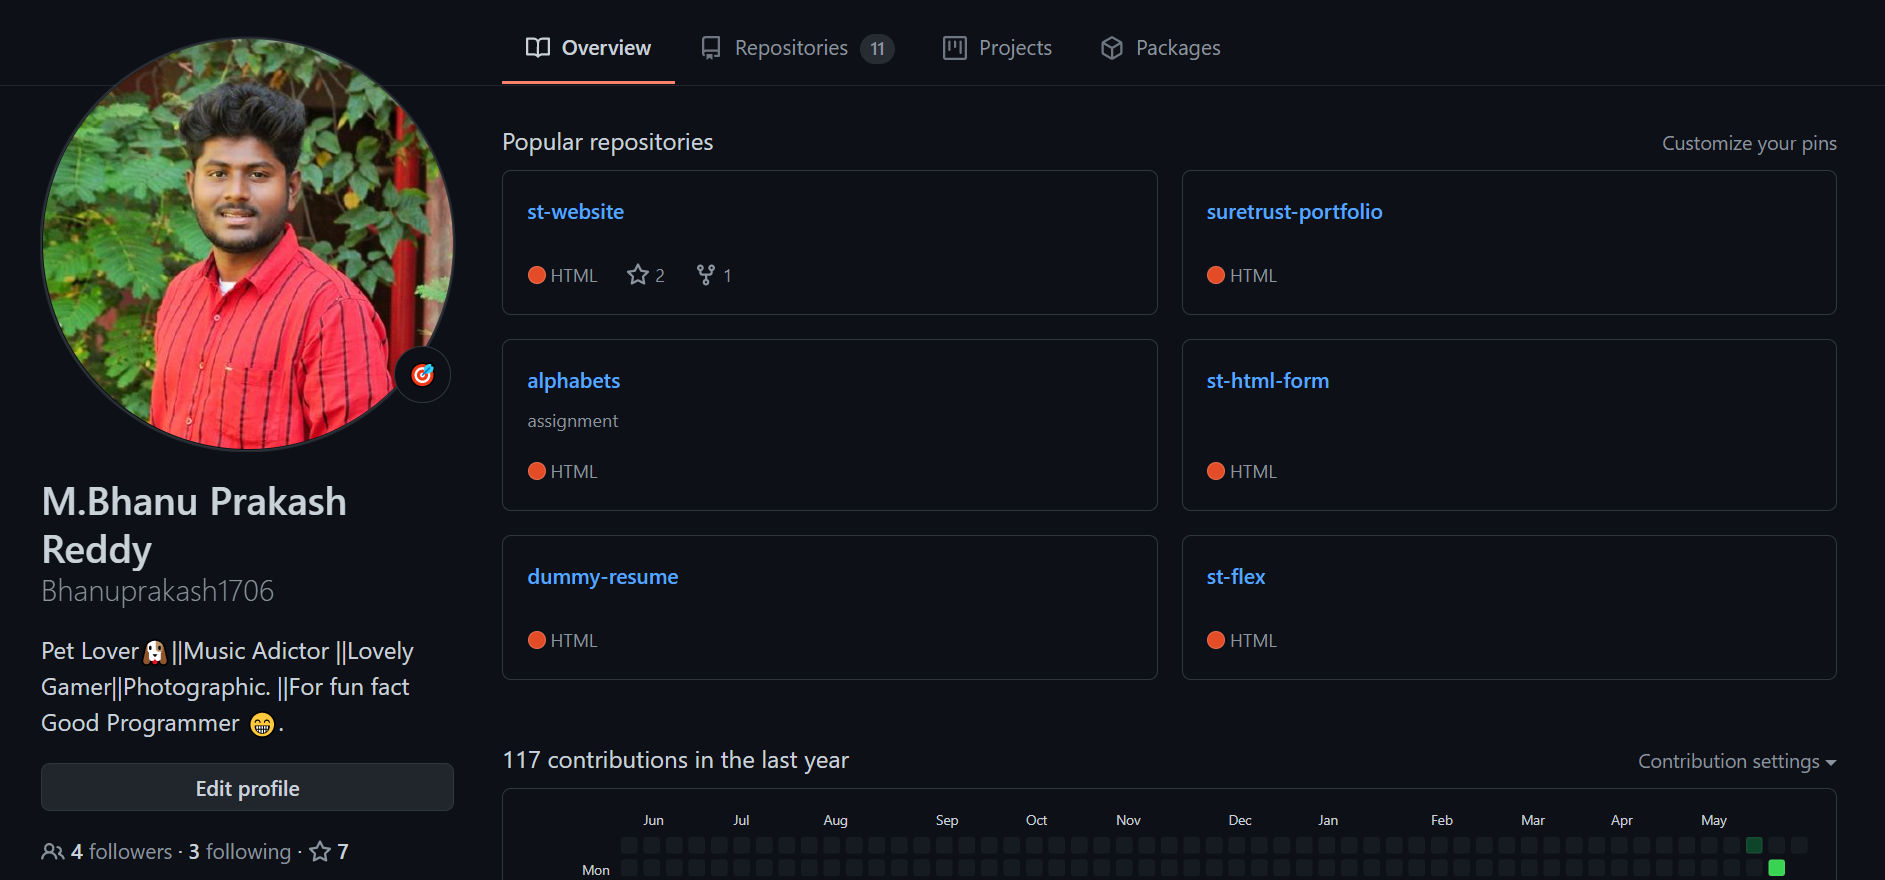 Overview
Repositories 11
Projects
Packages
M.Bhanu Prakash
Reddy
Bhanuprakash1706
Pet Lover🐶||Music Adictor ||Lovely
Gamer||Photographic. ||For fun fact
Good Programmer 😁.
Edit profile
4 followers · 3 following · 7
Popular repositories
Customize your pins
st-website
HTML 2 1
suretrust-portfolio
HTML
alphabets
assignment
HTML
st-html-form
HTML
dummy-resume
HTML
st-flex
HTML
117 contributions in the last year
Contribution settings
Jun Jul Aug Sep Oct Nov Dec Jan Feb Mar Apr May
Mon